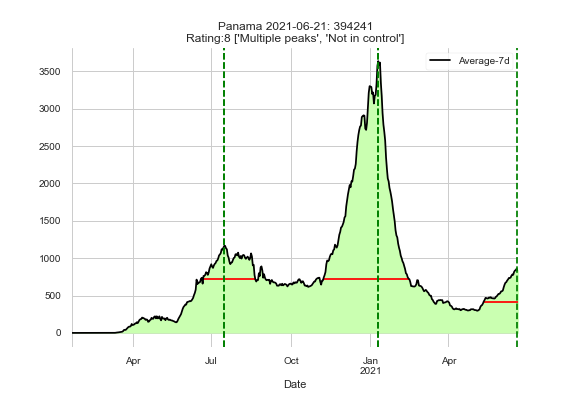 Panama 2021-06-21: 394241
Rating:8 ['Multiple peaks', 'Not in control']
Average-7d
3500
3000
2500
2000
1500
1000
500
0
Apr
Jul
Oct
Jan
2021
Apr
Date